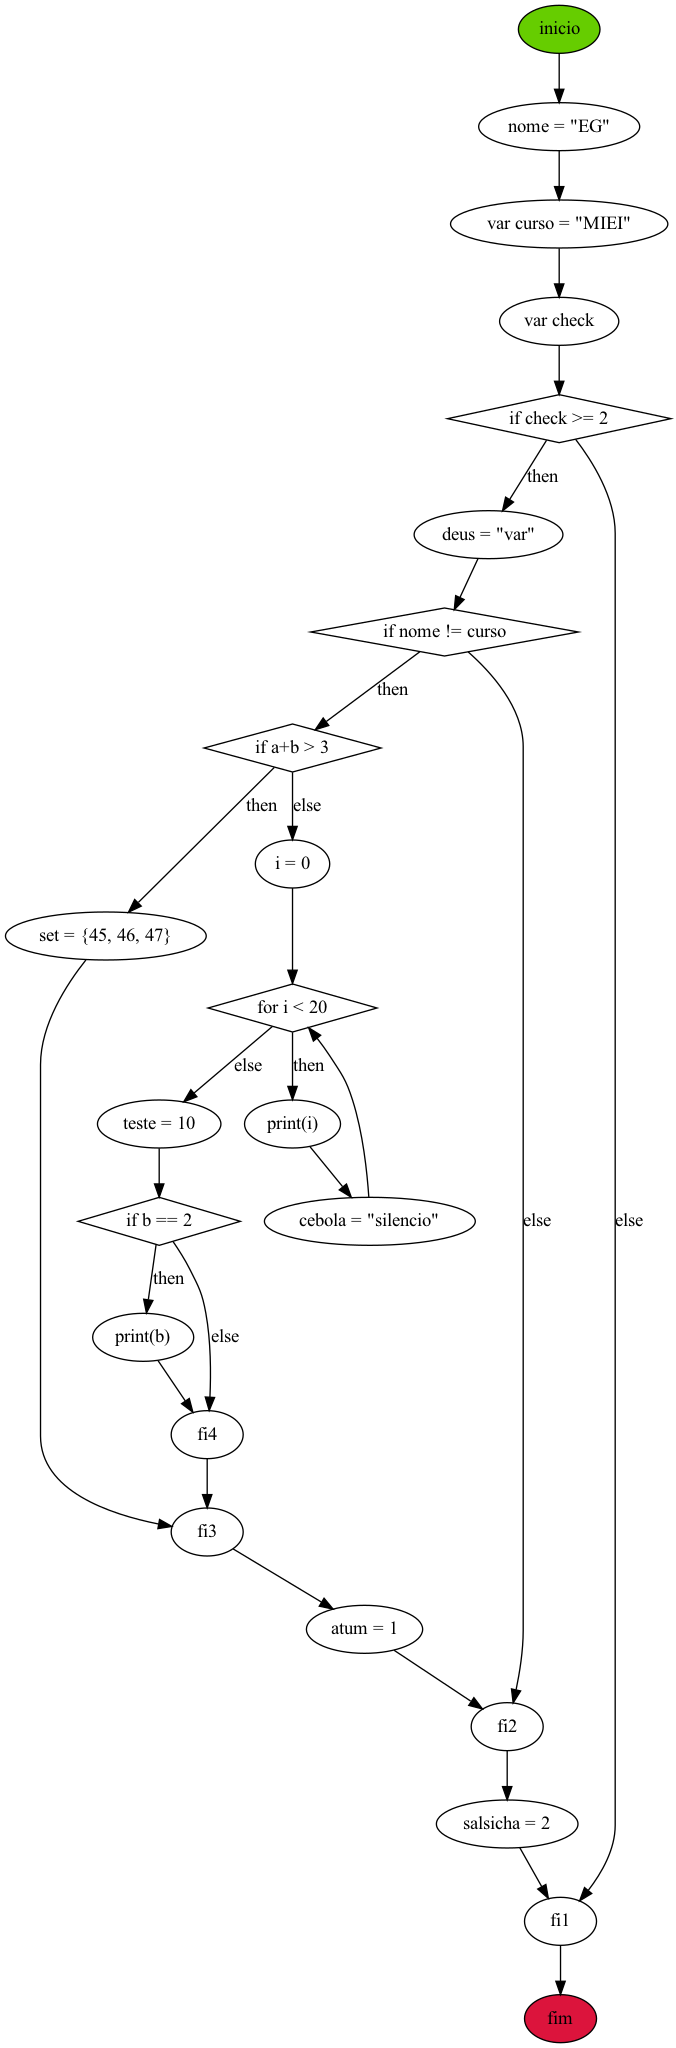 inicio
nome = "EG"
var curso = "MIEI"
var check
if check >= 2
then
deus = "var"
if nome != curso
then
if a+b > 3
then
else
i = 0
set = {45, 46, 47}
for i < 20
else
then
teste = 10
print(i)
if b == 2
cebola = "silencio"
else
else
then
print(b)
else
fi4
fi3
atum = 1
fi2
salsicha = 2
fi1
fim